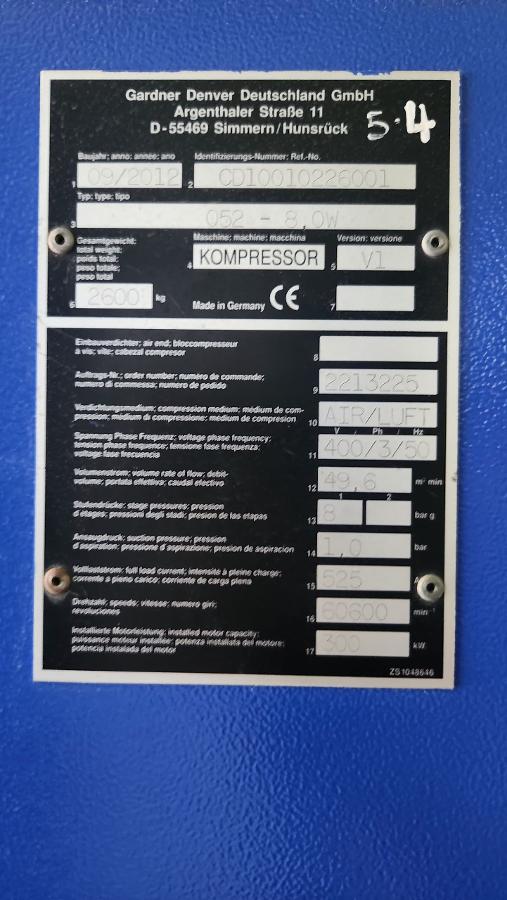 Gardner Denver Deutschland GmbH
Argenthaler Straße 11
D-55469 Simmern/Hunsrück
5.4
Baujahr; anno; année; ano
Identifizierungs-Nummer: Ref.-No.
1 09/2012
2 CD10010226001
Typ; type; tipo
3 052 - 8,0W
Gesamtgewicht:
total weight:
poids total:
peso totale;
peso total
Maschine; machine; macchina
Version; versione
4 KOMPRESSOR
5 V1
6 2600 kg
Made in Germany CE
7
Einbauverdichter; air end; bloccompresseur
a vis; vite; cabezal compresor
8
Auftrags-Nr.; order number; numéro de commande;
numero di commessa; numero de pedido
9 2213225
Verdichtungsmedium; compression medium; médium de com-
pression; medium di compressione; médium de compresion
10 AIR/LUFT
V Ph Hz
Spannung Phase Frequenz; voltage phase frequency;
tension phase frequence; tensione fase frequenza;
voltage fase frecuencia
11 400/3/50
Volumenstrom; volume rate of flow; debit-
volume; portata effettiva; caudal efectivo
12 49,6 m³ min
1 2
Stufendrücke; stage pressures; pression
d'etages; pressioni degli stadi; presion de las etapas
13 8 bar g
Ansaugdruck; suction pressure; pression
d'aspiration; pressione d'aspirazione; presion de aspiracion
14 1,0 bar
Vollaststrom; full load current; intensité a pleine charge;
corrente a pieno carico; corriente de carga plena
15 525 A
Drehzahl; speeds; vitesse; numero giri;
revoluciones
16 60600 min⁻¹
Installierte Motorleistung; installed motor capacity;
puissance moteur installée; potenza installata del motore;
potencia instalada del motor
17 300 kW
ZS1048646